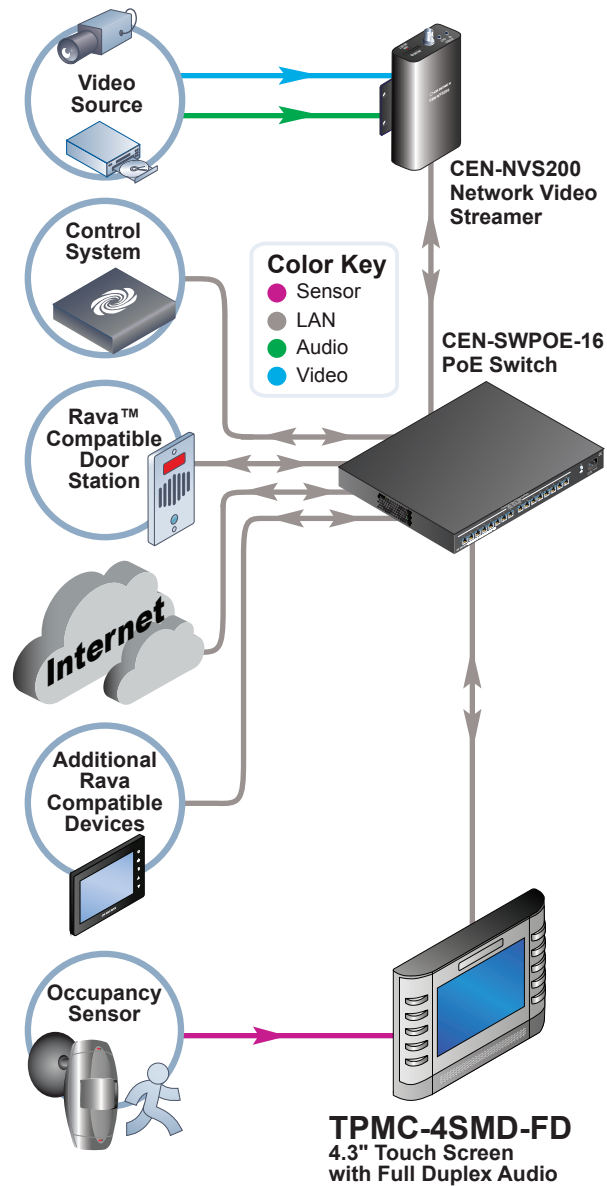 Video
Source
CEN-NVS200
Network Video
Streamer
Control
System
Color Key
Sensor
LAN
Audio
Video
CEN-SWPOE-16
PoE Switch
Rava™
Compatible
Door
Station
Internet
Additional
Rava
Compatible
Devices
Occupancy
Sensor
TPMC-4SMD-FD
4.3" Touch Screen
with Full Duplex Audio